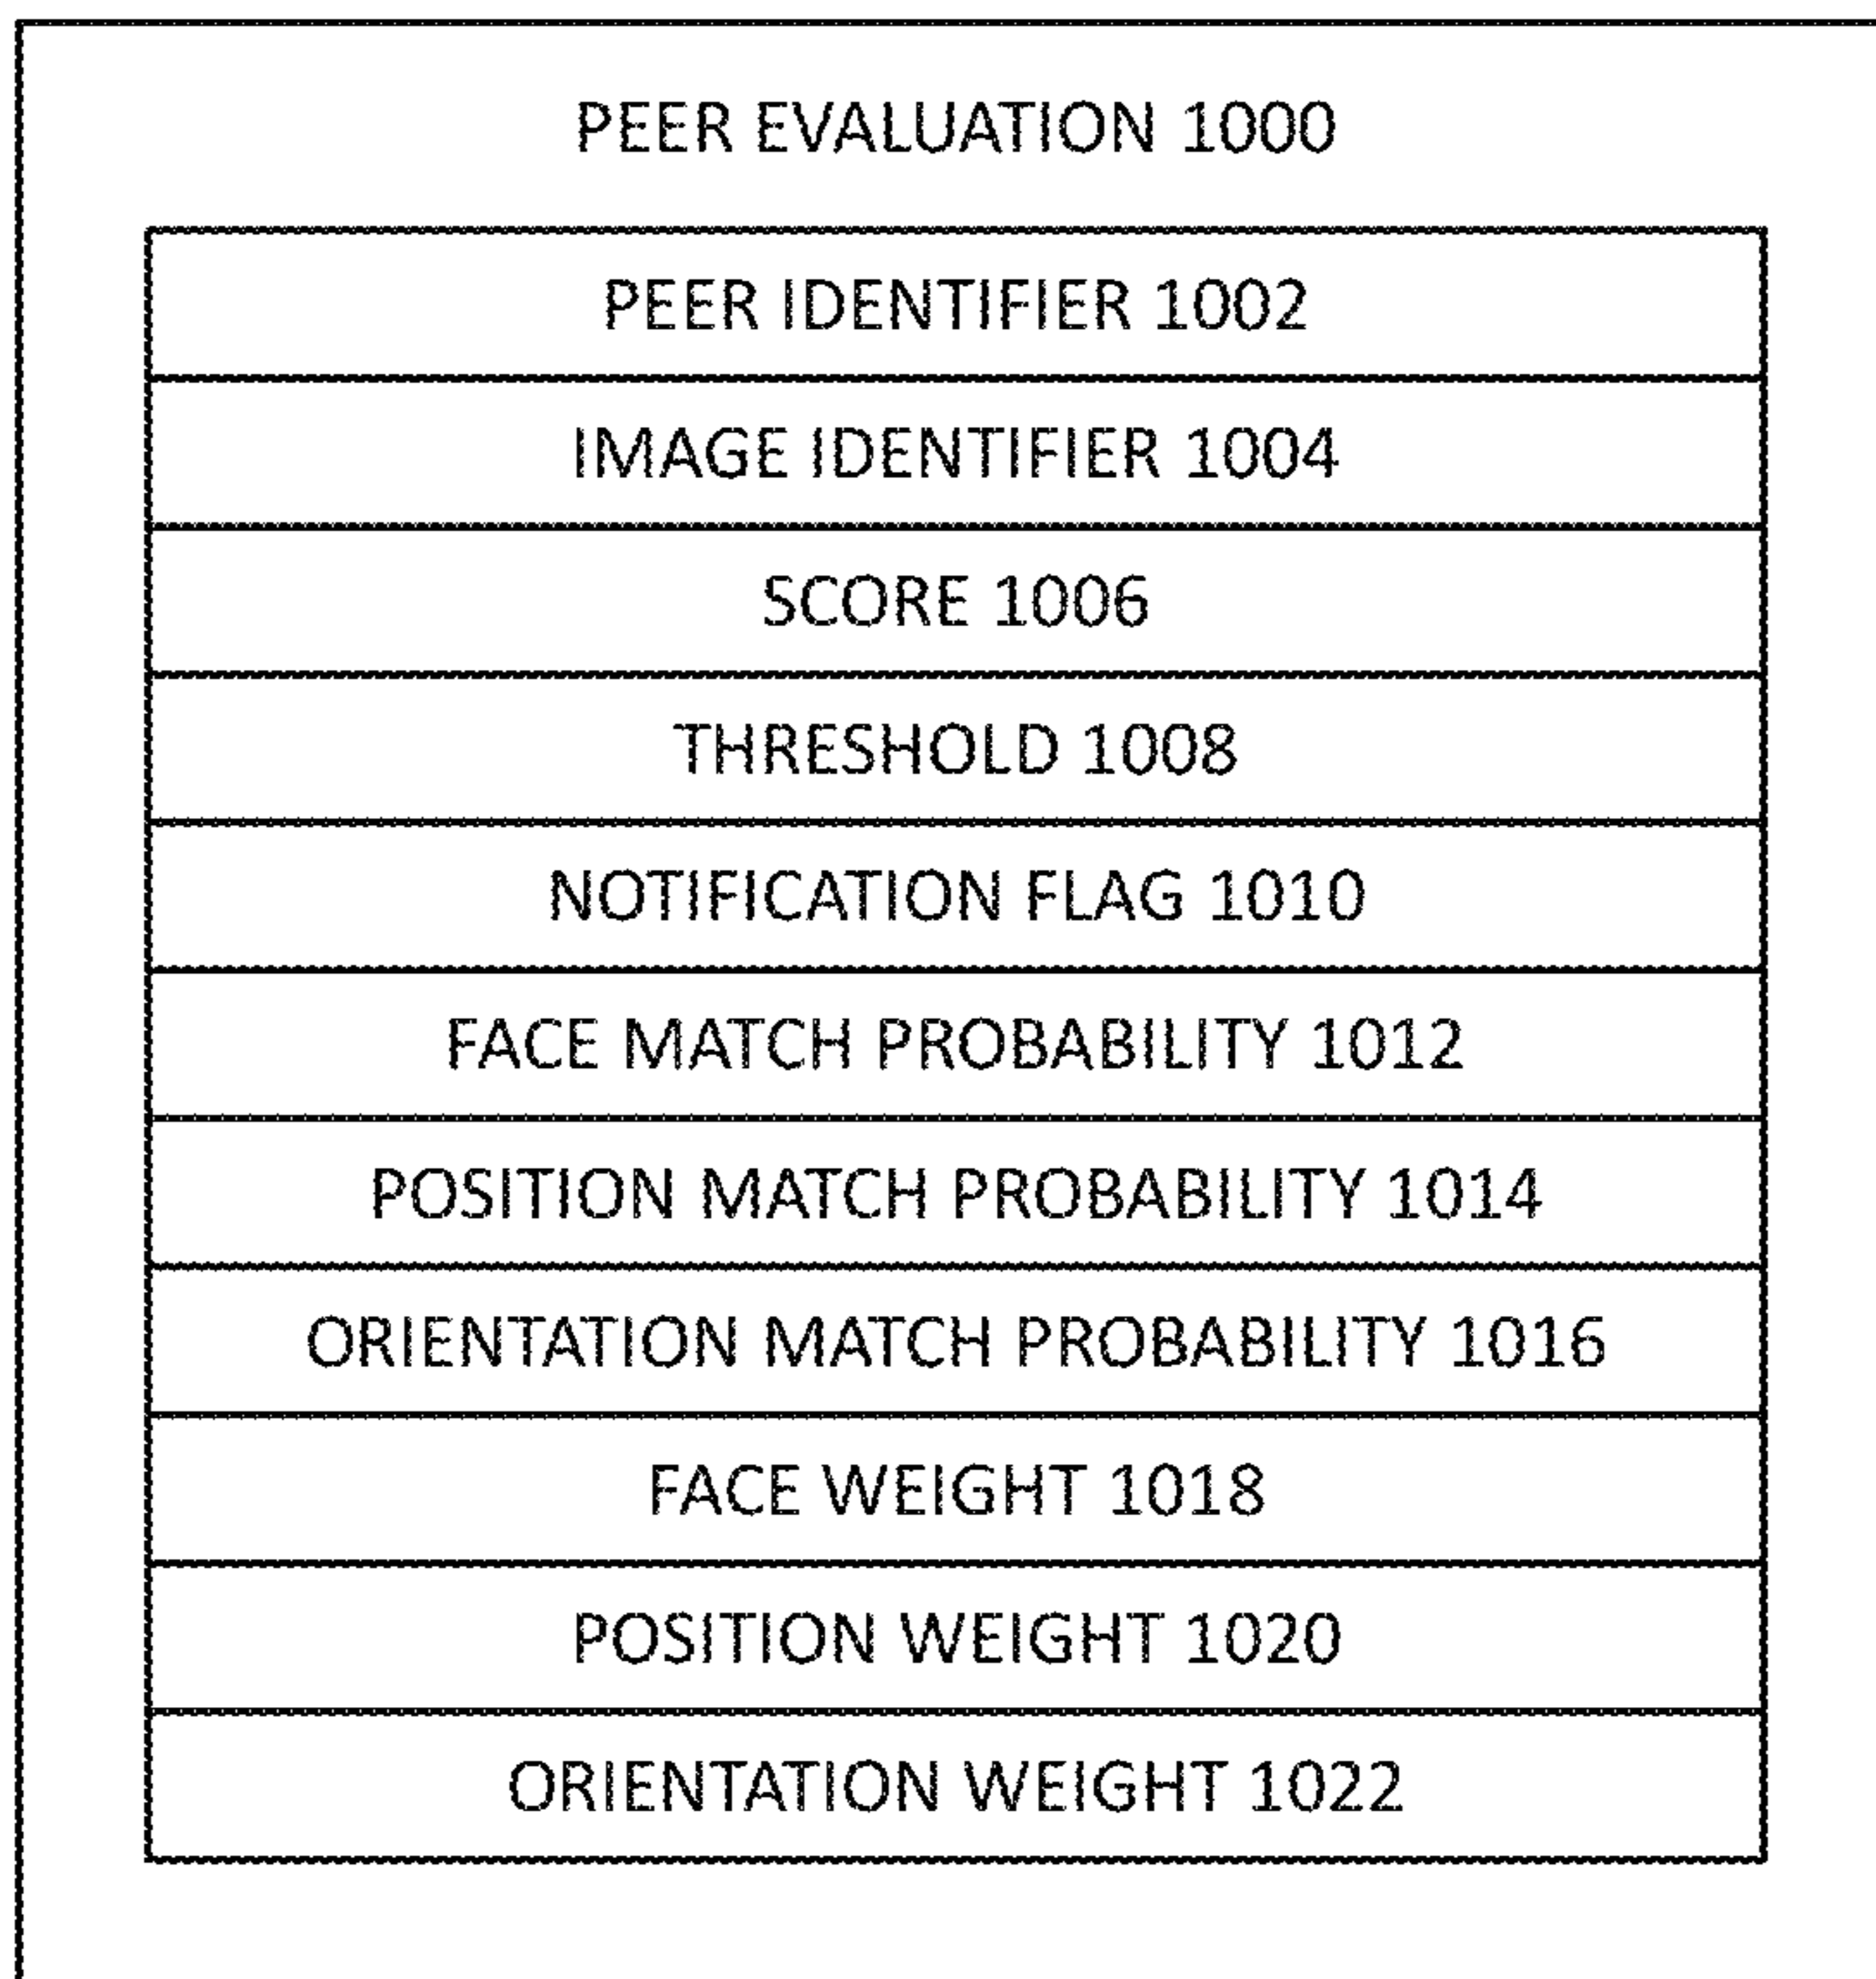 PEER EVALUATION 1000
PEER IDENTIFIER 1002
IMAGE IDENTIFIER 1004
SCORE 1006
THRESHOLD 1008
NOTIFICATION FLAG 1010
FACE MATCH PROBABILITY 1012
POSITION MATCH PROBABILITY 1014
ORIENTATION MATCH PROBABILITY 1016
FACE WEIGHT 1018
POSITION WEIGHT 1020
ORIENTATION WEIGHT 1022